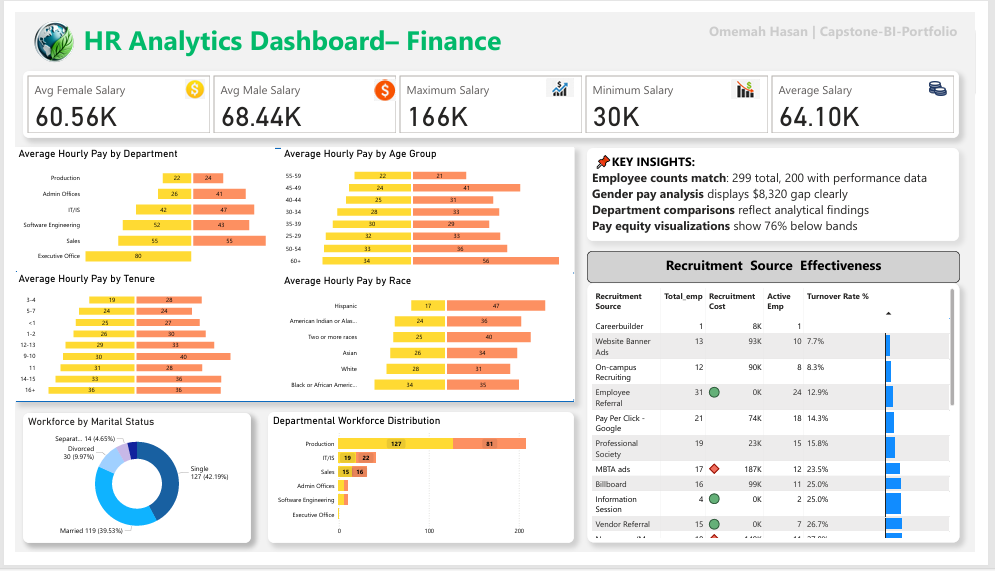 HR Analytics Dashboard– Finance
Omemah Hasan | Capstone-BI-Portfolio
Avg Female Salary
60.56K
Avg Male Salary
68.44K
Maximum Salary
166K
Minimum Salary
30K
Average Salary
64.10K
Average Hourly Pay by Department
Production 22 24
Admin Offices 26 41
IT/IS 42 47
Software Engineering 52 43
Sales 55 55
Executive Office 80
Average Hourly Pay by Age Group
55-59 22 21
45-49 24 41
40-44 25 31
30-34 28 33
35-39 30 29
25-29 32 33
50-54 33 36
60+ 34 56
Average Hourly Pay by Tenure
3-4 19 28
5-7 24 24
<1 25 27
1-2 26 30
12-13 29 33
9-10 30 40
11 31 28
14-15 33 36
16+ 36 36
Average Hourly Pay by Race
Hispanic 17 47
American Indian or Alas... 24 36
Two or more races 25 40
Asian 26 34
White 28 31
Black or African Americ... 34 35
KEY INSIGHTS:
Employee counts match: 299 total, 200 with performance data
Gender pay analysis displays $8,320 gap clearly
Department comparisons reflect analytical findings
Pay equity visualizations show 76% below bands
Recruitment Source Effectiveness
Recruitment Source Total_emp Recruitment Cost Active Emp Turnover Rate %
Careerbuilder 1 8K 1
Website Banner Ads 13 93K 10 7.7%
On-campus Recruiting 12 90K 8 8.3%
Employee Referral 31 0K 24 12.9%
Pay Per Click - Google 21 74K 18 14.3%
Professional Society 19 23K 15 15.8%
MBTA ads 17 187K 12 23.5%
Billboard 16 99K 11 25.0%
Information Session 4 0K 2 25.0%
Vendor Referral 15 0K 7 26.7%
Workforce by Marital Status
Separat... 14 (4.65%)
Divorced
30 (9.97%)
Single
127 (42.19%)
Married 119 (39.53%)
Departmental Workforce Distribution
Production 127 81
IT/IS 19 22
Sales 15 16
Admin Offices
Software Engineering
Executive Office
0 100 200